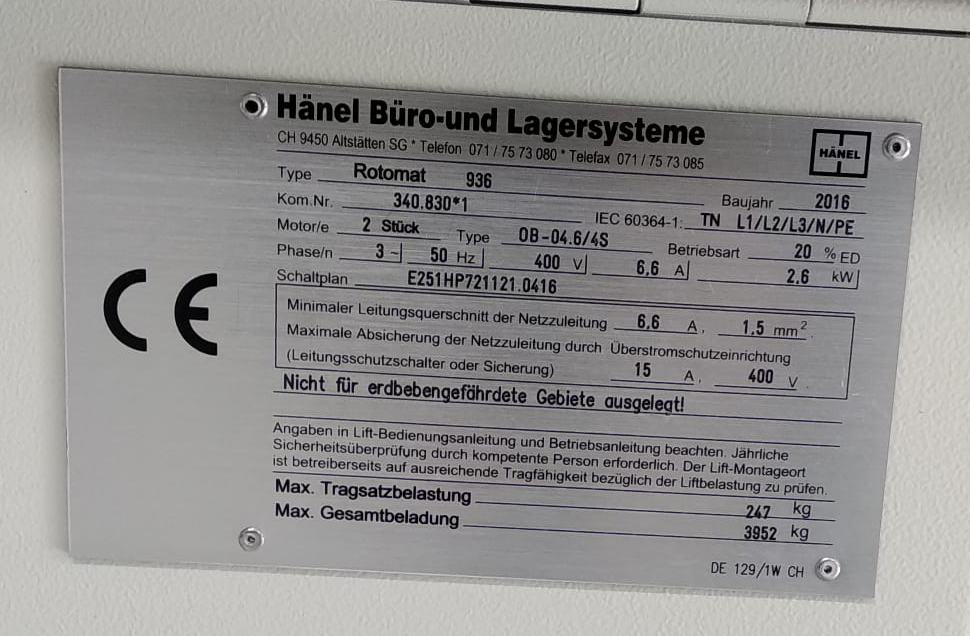 Hänel Büro-und Lagersysteme
CH 9450 Altstätten SG * Telefon 071 / 75 73 080 * Telefax 071 / 75 73 085
HÄNEL
Type Rotomat 936 Baujahr 2016
Kom.Nr. 340.830*1 IEC 60364-1: TN L1/L2/L3/N/PE
Motor/e 2 Stück Type OB-04.6/4S Betriebsart 20 % ED
Phase/n 3~ 50 Hz 400 V 6,6 A 2.6 kW
Schaltplan E251HP721121.0416
Minimaler Leitungsquerschnitt der Netzzuleitung 6,6 A, 1,5 mm²
Maximale Absicherung der Netzzuleitung durch Überstromschutzeinrichtung
(Leitungsschutzschalter oder Sicherung) 15 A, 400 V
Nicht für erdbebengefährdete Gebiete ausgelegt!
CE
Angaben in Lift-Bedienungsanleitung und Betriebsanleitung beachten. Jährliche
Sicherheitsüberprüfung durch kompetente Person erforderlich. Der Lift-Montageort
ist betreiberseits auf ausreichende Tragfähigkeit bezüglich der Liftbelastung zu prüfen.
Max. Tragsatzbelastung 247 kg
Max. Gesamtbeladung 3952 kg
DE 129/1W CH